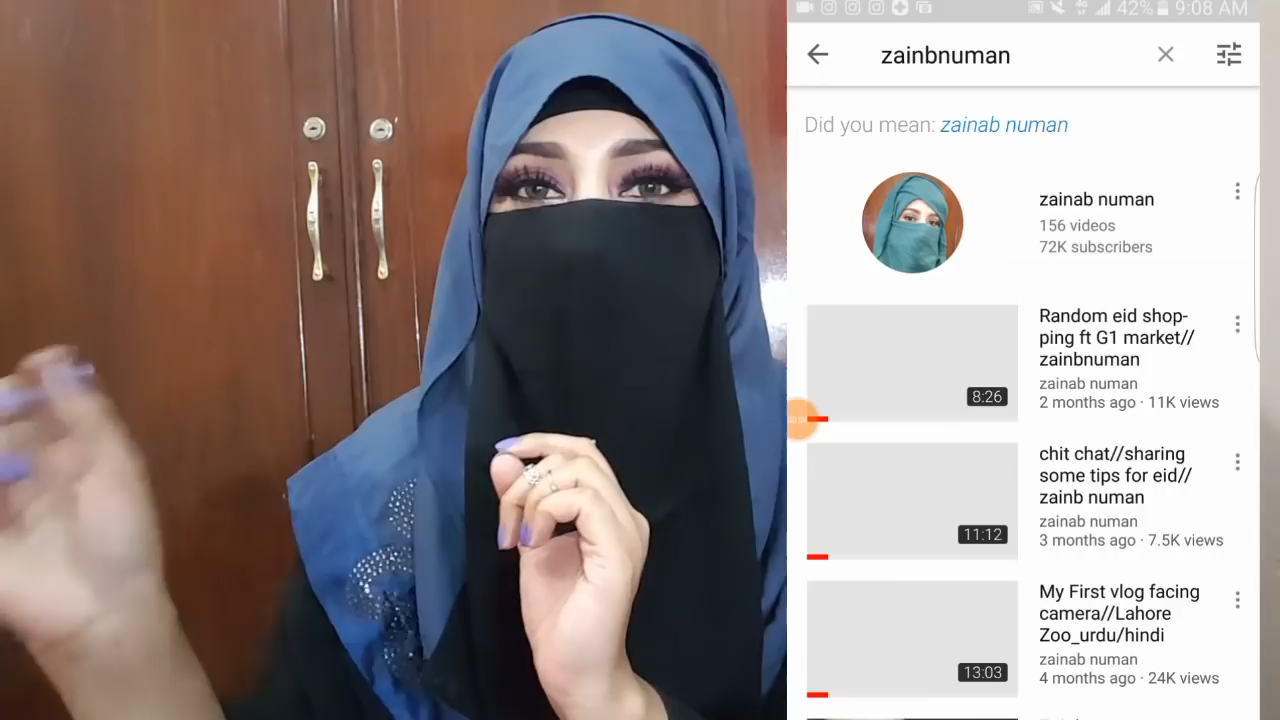 42% 9:08 AM
zainbnuman
Did you mean: zainab numan
zainab numan
156 videos
72K subscribers
Random eid shop-
ping ft G1 market//
zainbnuman
8:26
zainab numan
2 months ago · 11K views
chit chat//sharing
some tips for eid//
zainb numan
11:12
zainab numan
3 months ago · 7.5K views
My First vlog facing
camera//Lahore
Zoo_urdu/hindi
13:03
zainab numan
4 months ago · 24K views